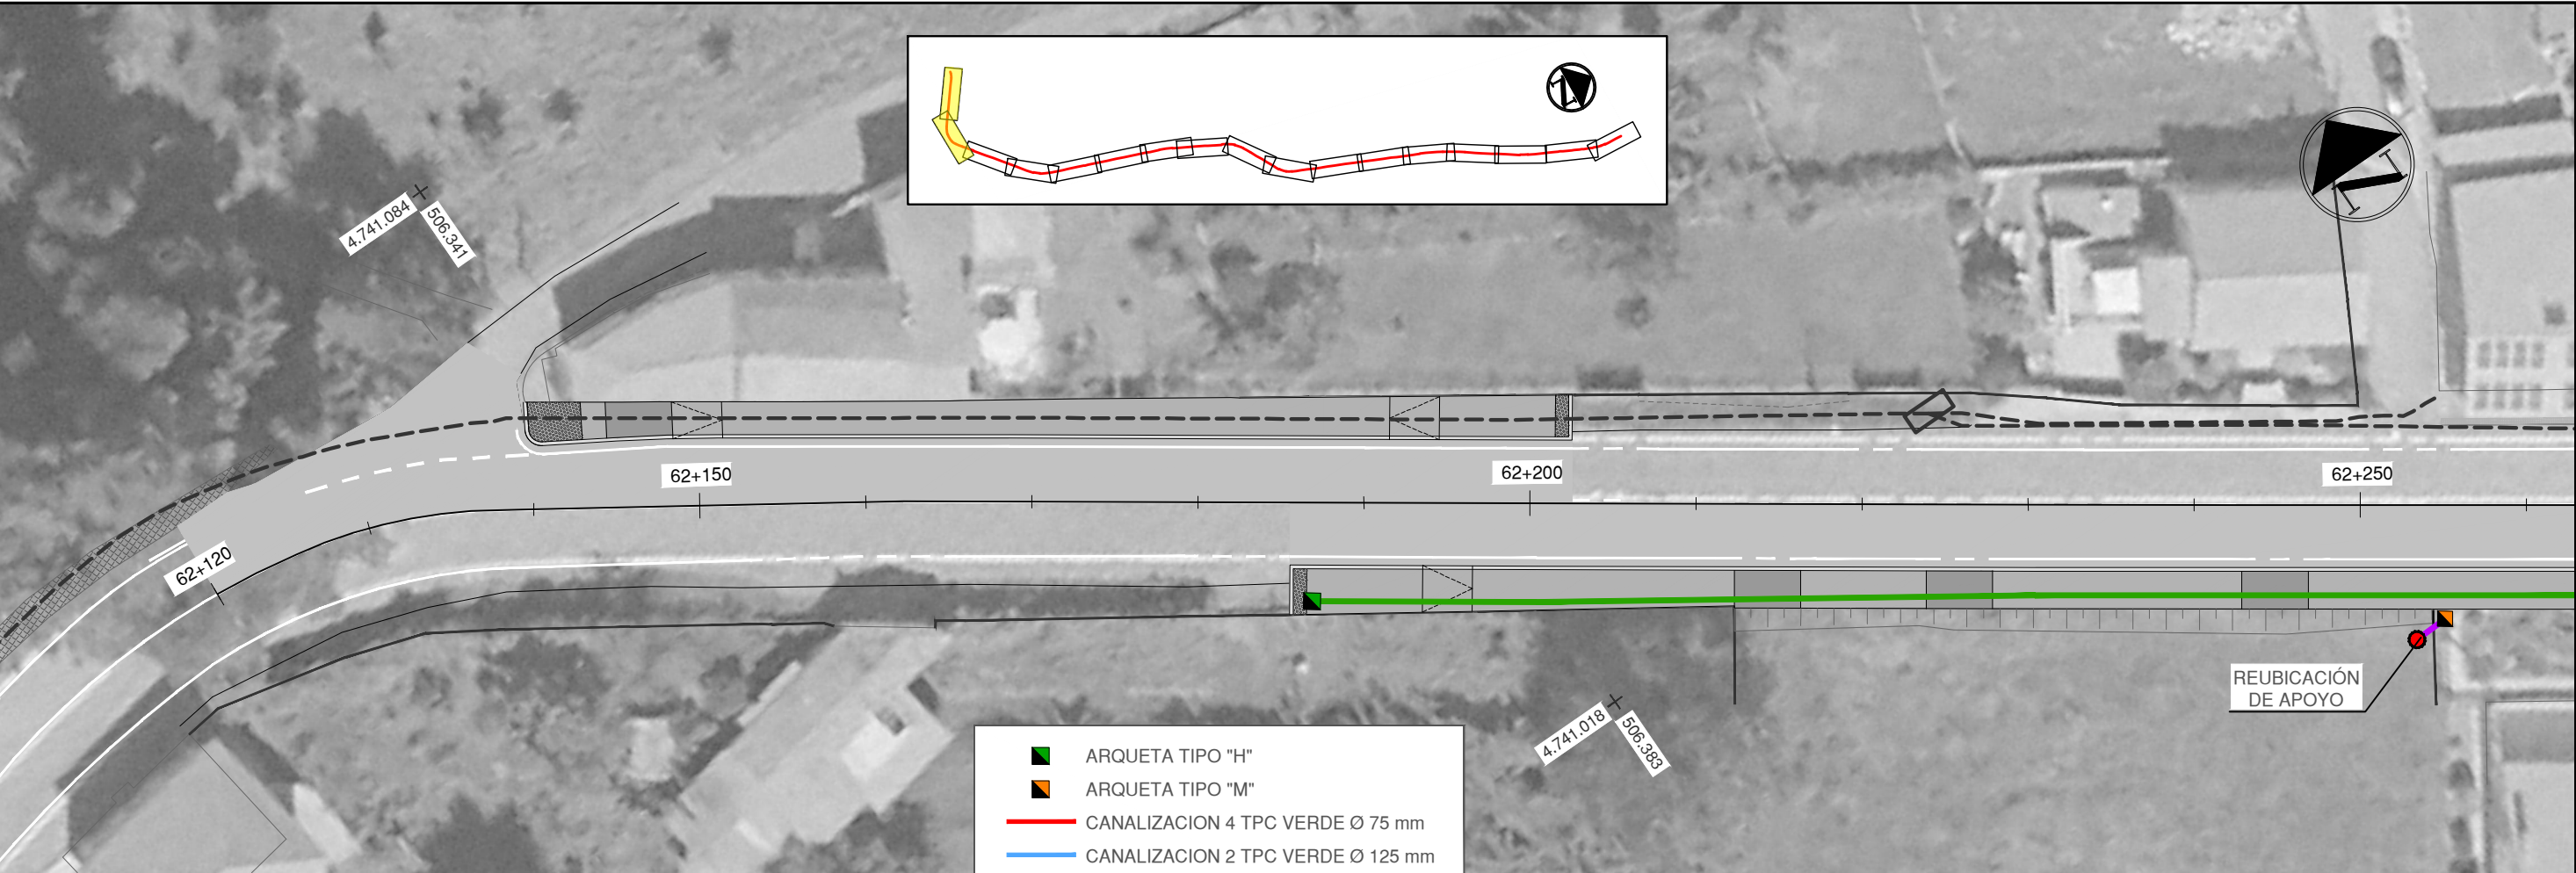 N
N
4.741.084
506.341
62+150
62+200
62+250
62+120
REUBICACIÓN
DE APOYO
4.741.018
506.383
ARQUETA TIPO "H"
ARQUETA TIPO "M"
CANALIZACION 4 TPC VERDE Ø 75 mm
CANALIZACION 2 TPC VERDE Ø 125 mm